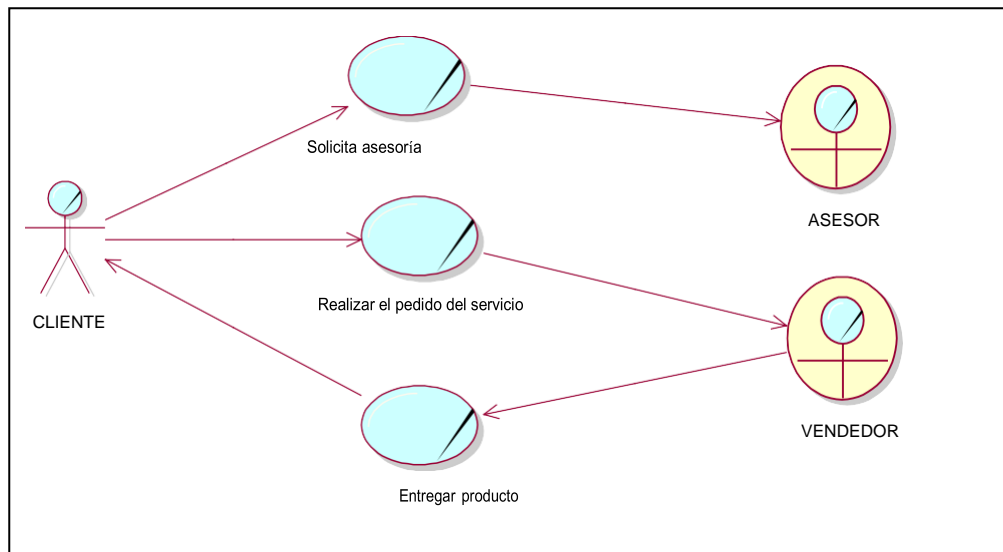 Solicita asesoría
ASESOR
Realizar el pedido del servicio
CLIENTE
VENDEDOR
Entregar producto